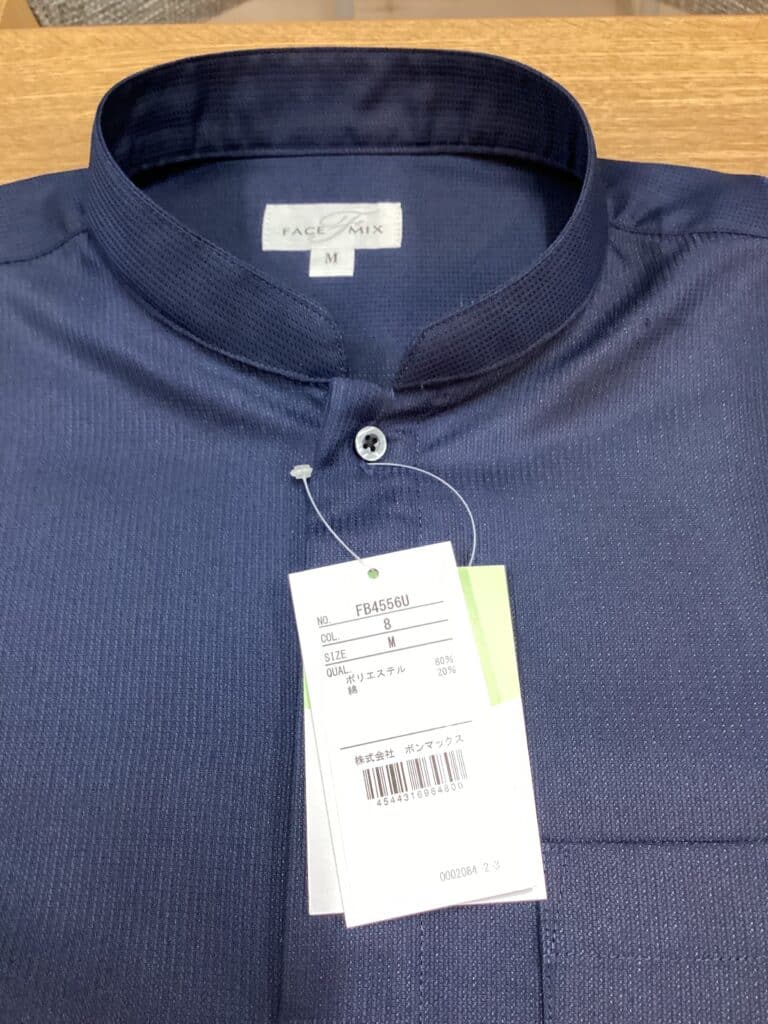 FACE MIX
M
NO. FB4556U
COL. 8
SIZE M
QUAL.
ポリエステル 80%
綿 20%
株式会社 ボンマックス
4544316964800
0002084 2-3